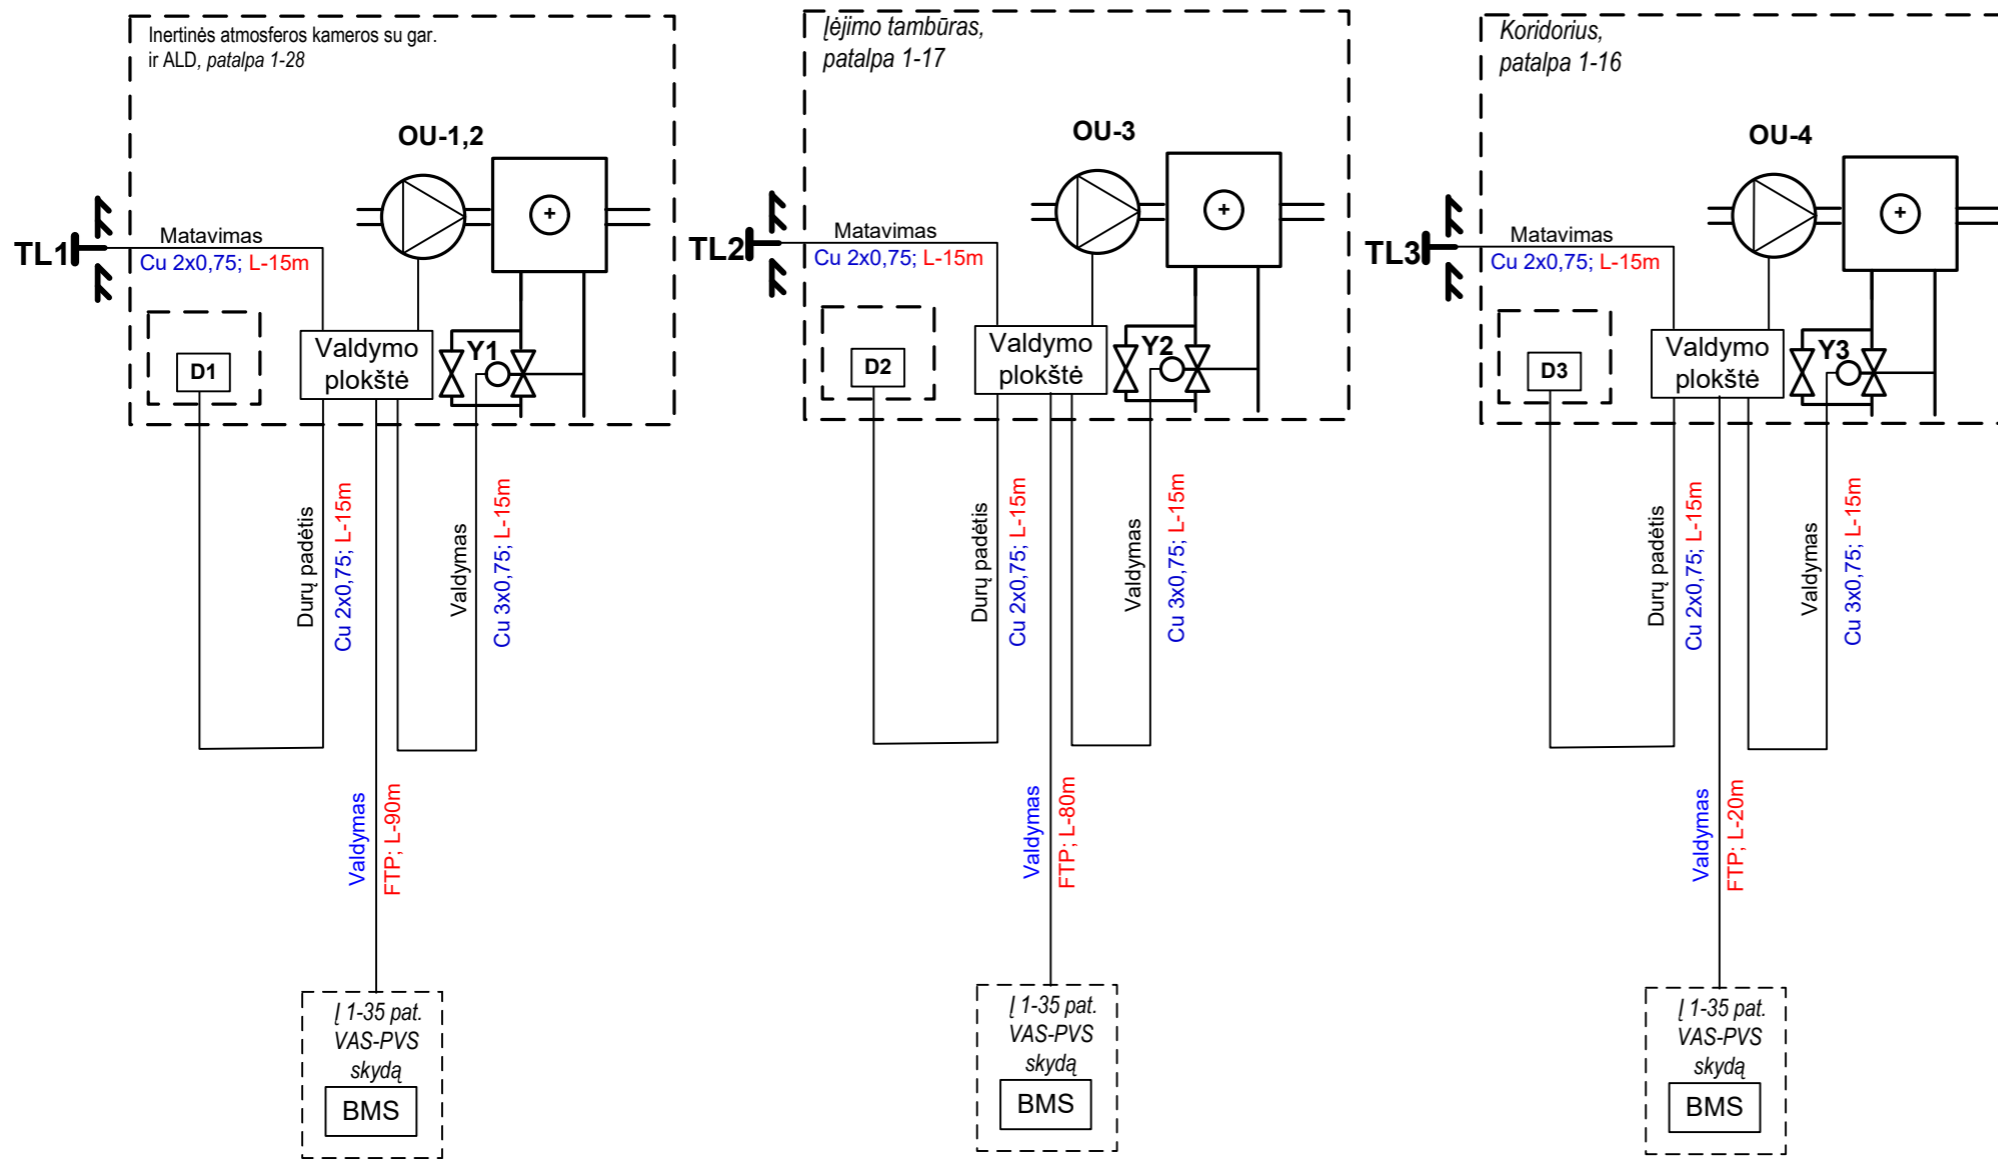 Inertinės atmosferos kameros su gar.
ir ALD, patalpa 1-28
OU-1,2
+
TL1
Matavimas
Cu 2x0,75; L-15m
D1
Valdymo
plokštė
Y1
Durų padėtis
Cu 2x0,75; L-15m
Valdymas
Cu 3x0,75; L-15m
Valdymas
FTP; L-90m
Į 1-35 pat.
VAS-PVS
skydą
BMS
Įėjimo tambūras,
patalpa 1-17
OU-3
+
TL2
Matavimas
Cu 2x0,75; L-15m
D2
Valdymo
plokštė
Y2
Durų padėtis
Cu 2x0,75; L-15m
Valdymas
Cu 3x0,75; L-15m
Valdymas
FTP; L-80m
Į 1-35 pat.
VAS-PVS
skydą
BMS
Koridorius,
patalpa 1-16
OU-4
+
TL3
Matavimas
Cu 2x0,75; L-15m
D3
Valdymo
plokštė
Y3
Durų padėtis
Cu 2x0,75; L-15m
Valdymas
Cu 3x0,75; L-15m
Valdymas
FTP; L-20m
Į 1-35 pat.
VAS-PVS
skydą
BMS